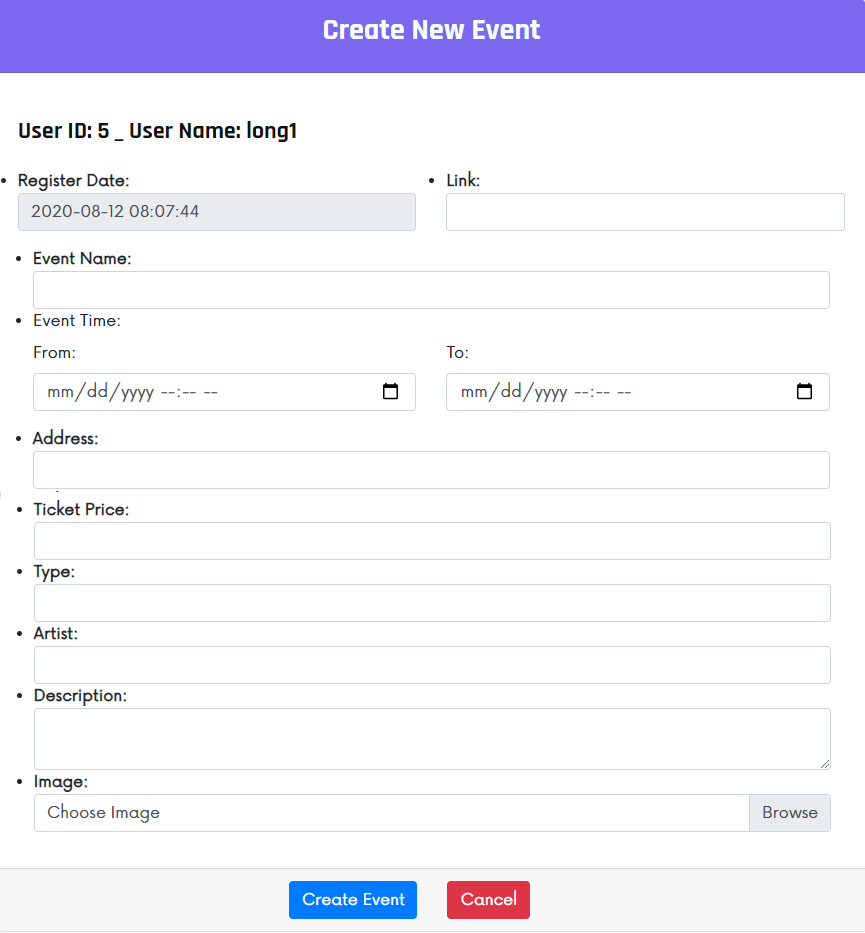 Create New Event
User ID: 5 _ User Name: long1
• Register Date: • Link:
2020-08-12 08:07:44
• Event Name:
• Event Time:
From: To:
mm/dd/yyyy --:-- -- mm/dd/yyyy --:-- --
• Address:
• Ticket Price:
• Type:
• Artist:
• Description:
• Image:
Choose Image Browse
Create Event Cancel